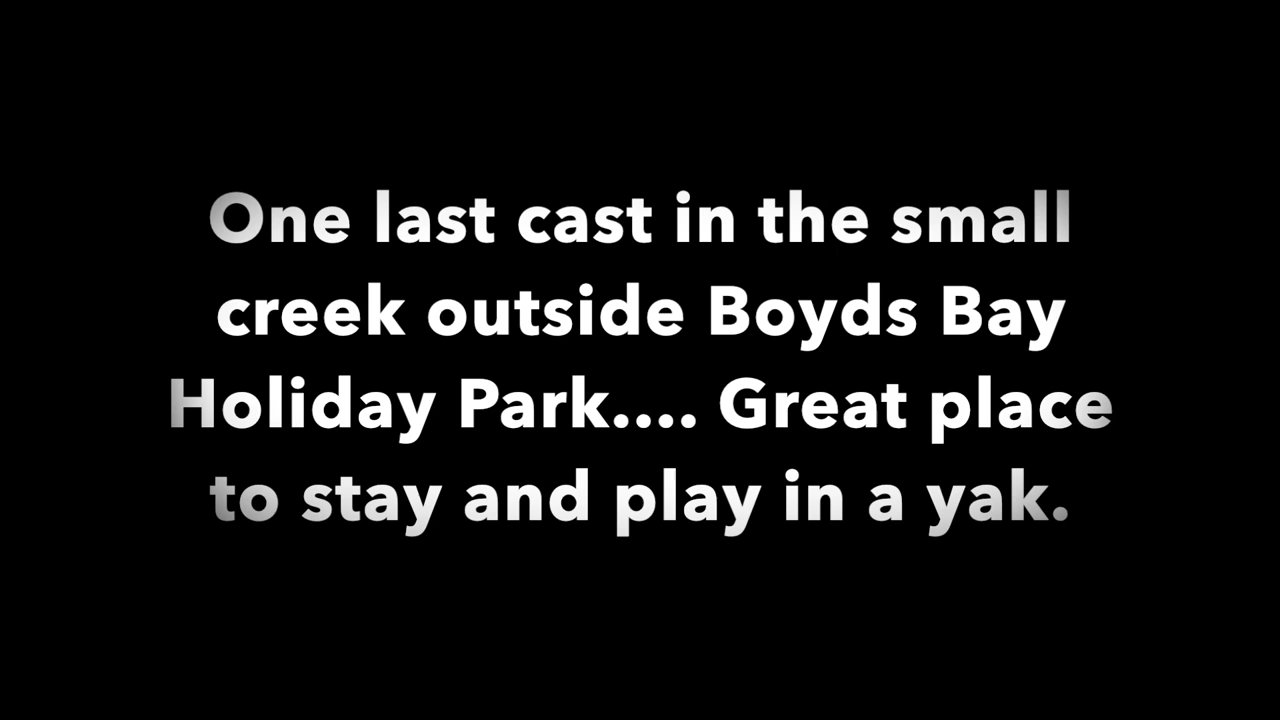 One last cast in the small
creek outside Boyds Bay
Holiday Park.... Great place
to stay and play in a yak.